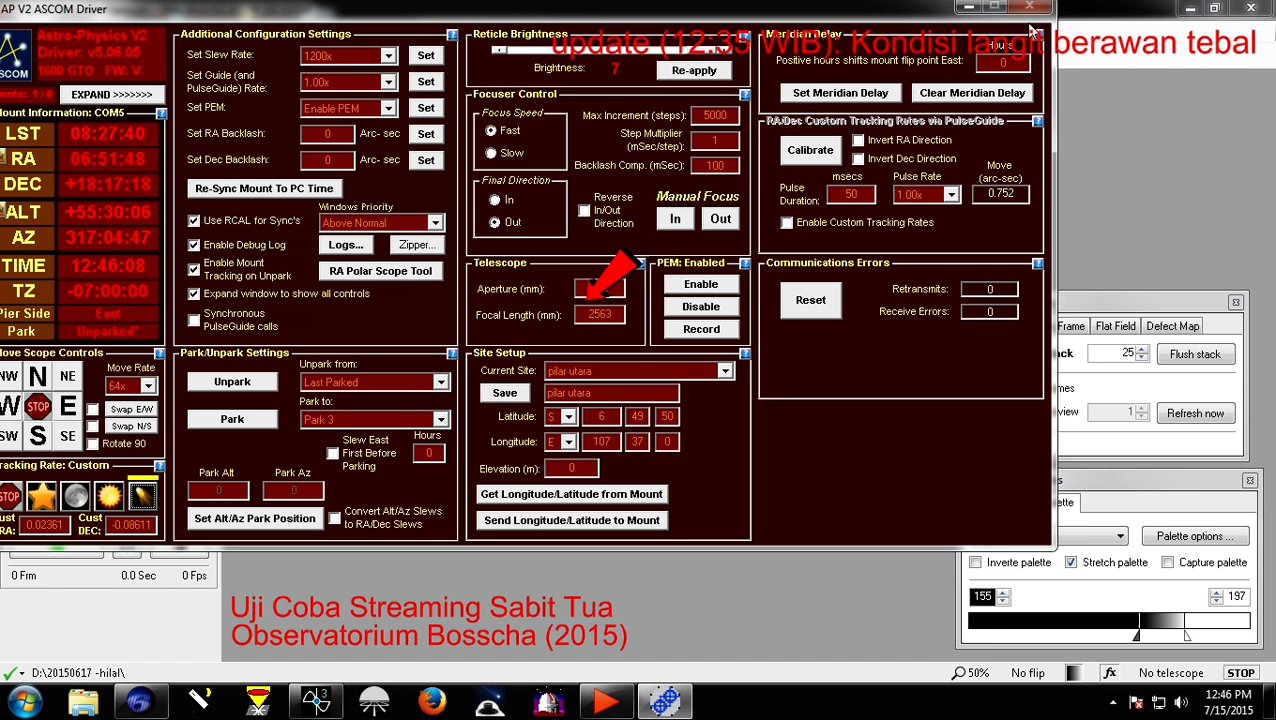 AP V2 ASCOM Driver
Astro-Physics V2
Driver: v5.06.05
1600 GTO FW: V
ASCOM
EXPAND >>>>>>>
Mount Information: COM5
LST 08:27:40
RA 06:51:48
DEC +18:17:18
ALT +55:30:06
AZ 317:04:47
TIME 12:46:08
TZ -07:00:00
Pier Side East
Park Unparked
Move Scope Controls
NW N NE
W STOP E
SW S SE
Move Rate
64x
Swap E/W
Swap N/S
Rotate 90
Tracking Rate: Custom
STOP
Cust RA: 0.02361
Cust DEC: -0.08611
Additional Configuration Settings
Set Slew Rate: 1200x Set
Set Guide (and PulseGuide) Rate: 1.00x Set
Set PEM: Enable PEM Set
Set RA Backlash: 0 Arc- sec Set
Set Dec Backlash: 0 Arc- sec Set
Re-Sync Mount To PC Time
Use RCAL for Sync's
Windows Priority
Above Normal
Enable Debug Log
Logs...
Zipper...
Enable Mount
Tracking on Unpark
RA Polar Scope Tool
Expand window to show all controls
Synchronous
PulseGuide calls
Park/Unpark Settings
Unpark
Unpark from:
Last Parked
Park
Park to:
Park 3
Slew East
First Before
Parking
Hours
0
Park Alt
0
Park Az
0
Set Alt/Az Park Position
Convert Alt/Az Slews
to RA/Dec Slews
Reticle Brightness
Brightness: 7
Re-apply
Focuser Control
Focus Speed
Fast
Slow
Max Increment (steps): 5000
Step Multiplier
(mSec/step): 1
Backlash Comp. (mSec): 100
Final Direction
In
Out
Reverse
In/Out
Direction
Manual Focus
In Out
Telescope
Aperture (mm):
Focal Length (mm): 2563
PEM: Enabled
Enable
Disable
Record
Site Setup
Current Site: pilar utara
Save pilar utara
Latitude: S 6 49 50
Longitude: E 107 37 0
Elevation (m): 0
Get Longitude/Latitude from Mount
Send Longitude/Latitude to Mount
Meridian Delay
Hours
Positive hours shifts mount flip point East: 0
Set Meridian Delay
Clear Meridian Delay
RA/Dec Custom Tracking Rates via PulseGuide
Calibrate
Invert RA Direction
Invert Dec Direction
msecs
Pulse
Duration: 50
Pulse Rate
1.00x
Move
(arc-sec)
0.752
Enable Custom Tracking Rates
Communications Errors
Reset
Retransmits: 0
Receive Errors: 0
update (12:35 WIB): Kondisi langit berawan tebal
Frame Flat Field Defect Map
25 Flush stack
1 Refresh now
Palette options ...
Inverte palette
Stretch palette
Capture palette
155
197
0 Frm
0.0 Sec
0 Fps
Uji Coba Streaming Sabit Tua
Observatorium Bosscha (2015)
D:\20150617 -hilal\
50%
No flip
fx
No telescope
STOP
12:46 PM
7/15/2015